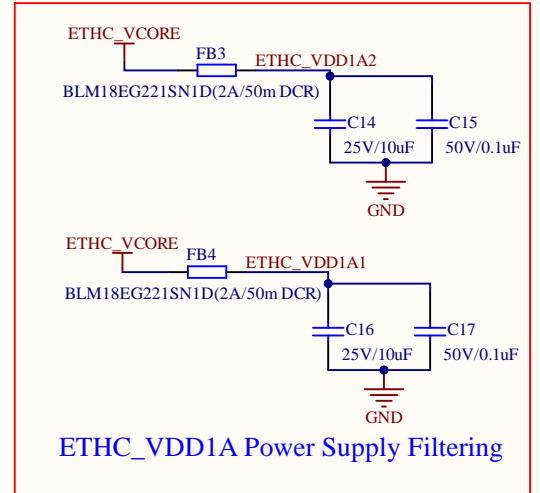 ETHC_VCORE
FB3
ETHC_VDD1A2
BLM18EG221SN1D(2A/50m DCR)
C14
C15
25V/10uF
50V/0.1uF
GND
ETHC_VCORE
FB4
ETHC_VDD1A1
BLM18EG221SN1D(2A/50m DCR)
C16
C17
25V/10uF
50V/0.1uF
GND
ETHC_VDD1A Power Supply Filtering